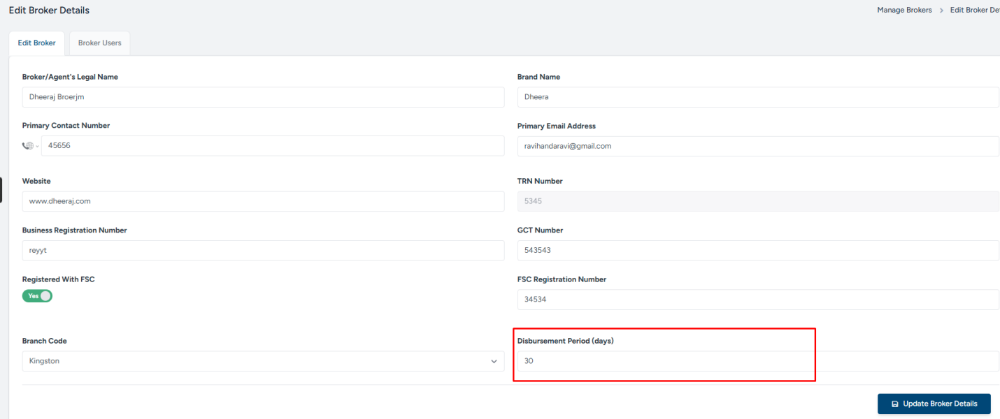 Edit Broker Details
Manage Brokers > Edit Broker De
Edit Broker
Broker Users
Broker/Agent's Legal Name
Brand Name
Dheeraj Broerjm
Dheera
Primary Contact Number
Primary Email Address
45656
ravihandaravi@gmail.com
Website
TRN Number
www.dheeraj.com
5345
Business Registration Number
GCT Number
reyyt
543543
Registered With FSC
FSC Registration Number
Yes
34534
Branch Code
Disbursement Period (days)
Kingston
30
Update Broker Details